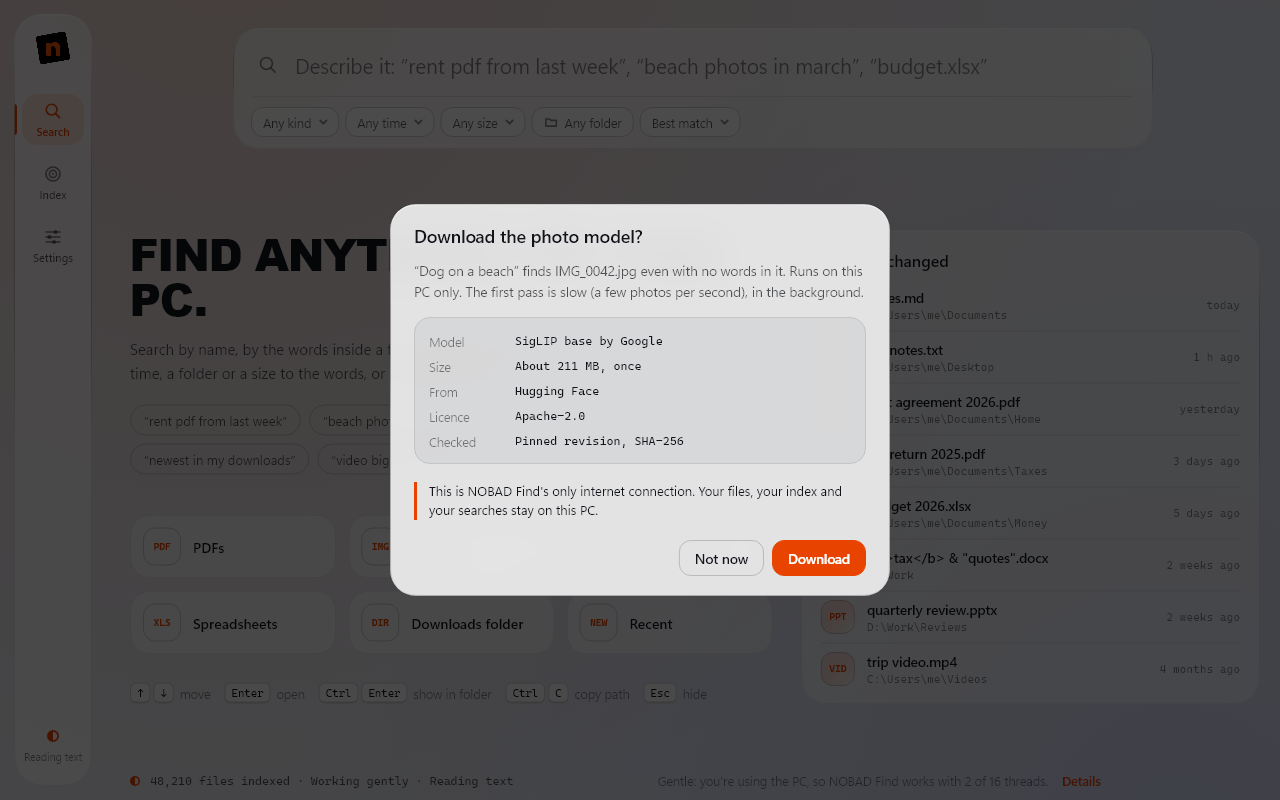 n
Search
Index
Settings
Reading text
Describe it: “rent pdf from last week”, “beach photos in march”, “budget.xlsx”
Any kind
Any time
Any size
Any folder
Best match
FIND ANYT
PC.
Search by name, by the words inside a
time, a folder or a size to the words, or
“rent pdf from last week”
“beach pho
“newest in my downloads”
“video big
PDF
PDFs
IMG
XLS
Spreadsheets
DIR
Downloads folder
NEW
Recent
↑ ↓ move Enter open Ctrl Enter show in folder Ctrl C copy path Esc hide
Download the photo model?
“Dog on a beach” finds IMG_0042.jpg even with no words in it. Runs on this
PC only. The first pass is slow (a few photos per second), in the background.
Model SigLIP base by Google
Size About 211 MB, once
From Hugging Face
Licence Apache-2.0
Checked Pinned revision, SHA-256
This is NOBAD Find's only internet connection. Your files, your index and
your searches stay on this PC.
Not now
Download
changed
es.md
today
sers\me\Documents
notes.txt
1 h ago
sers\me\Desktop
agreement 2026.pdf
yesterday
sers\me\Documents\Home
return 2025.pdf
3 days ago
sers\me\Documents\Taxes
get 2026.xlsx
5 days ago
sers\me\Documents\Money
tax</b> & “quotes”.docx
2 weeks ago
ork
PPT
quarterly review.pptx
2 weeks ago
D:\Work\Reviews
VID
trip video.mp4
4 months ago
C:\Users\me\Videos
48,210 files indexed · Working gently · Reading text
Gentle: you're using the PC, so NOBAD Find works with 2 of 16 threads.
Details